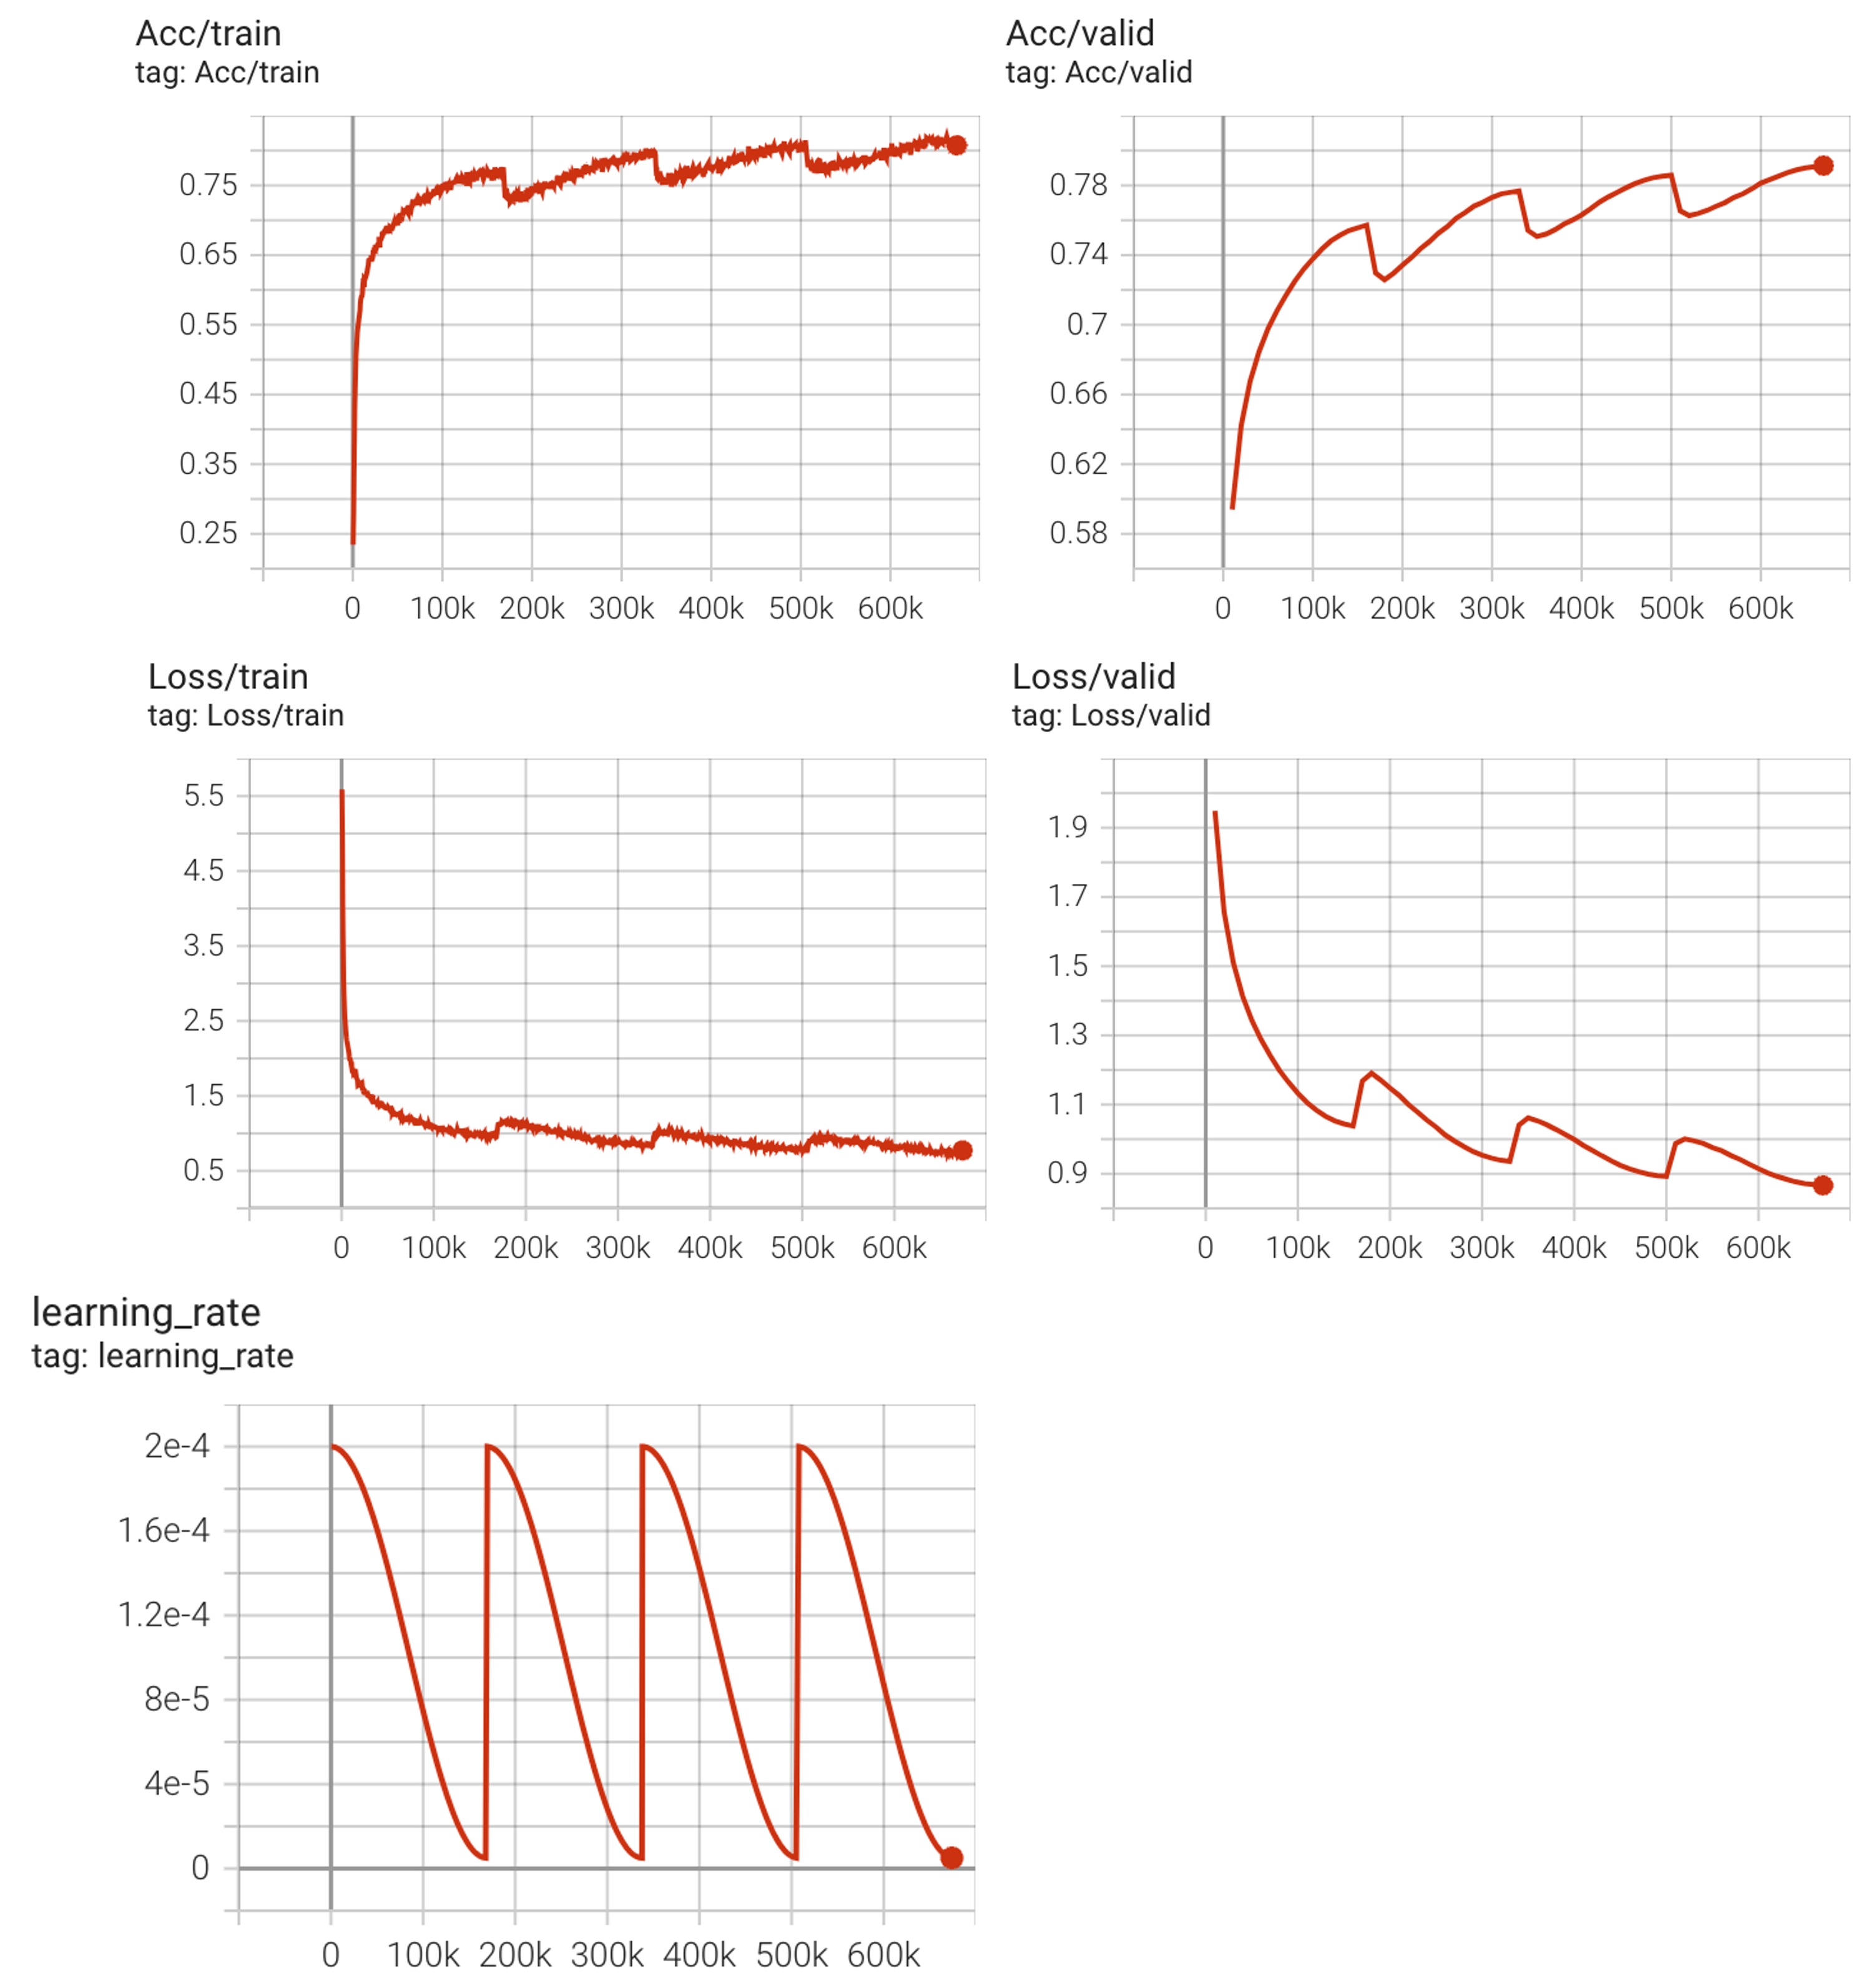 Acc/train
tag: Acc/train
0.75
0.65
0.55
0.45
0.35
0.25
0 100k 200k 300k 400k 500k 600k
Acc/valid
tag: Acc/valid
0.78
0.74
0.7
0.66
0.62
0.58
0 100k 200k 300k 400k 500k 600k
Loss/train
tag: Loss/train
5.5
4.5
3.5
2.5
1.5
0.5
0 100k 200k 300k 400k 500k 600k
Loss/valid
tag: Loss/valid
1.9
1.7
1.5
1.3
1.1
0.9
0 100k 200k 300k 400k 500k 600k
learning_rate
tag: learning_rate
2e-4
1.6e-4
1.2e-4
8e-5
4e-5
0
0 100k 200k 300k 400k 500k 600k